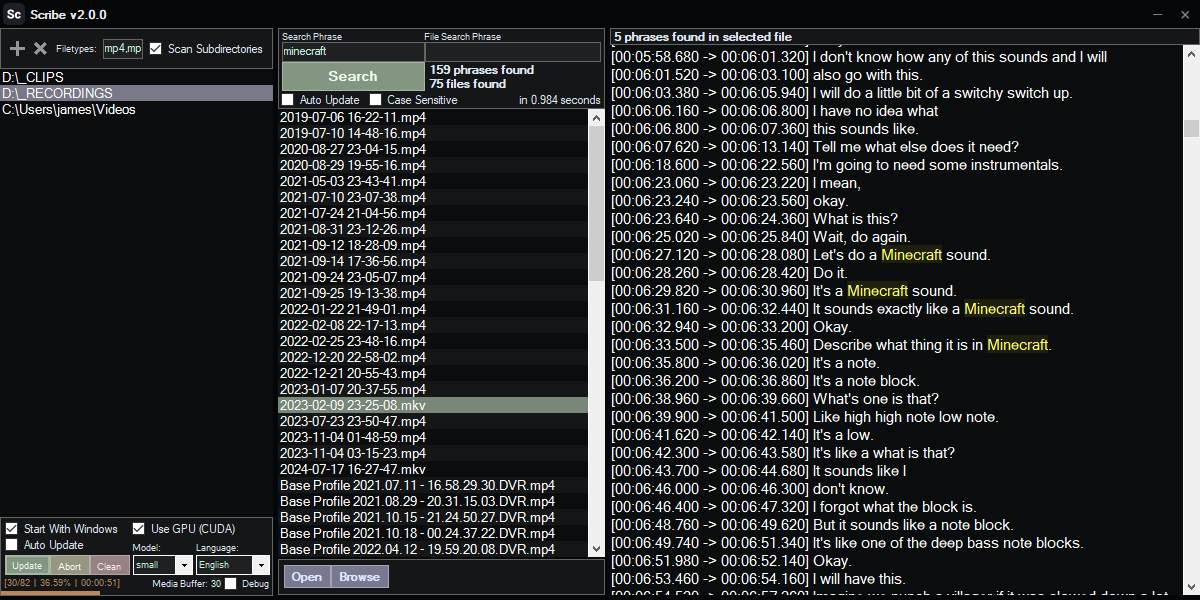 Sc Scribe v2.0.0
Filetypes: mp4,mp Scan Subdirectories
D:\_CLIPS
D:\_RECORDINGS
C:\Users\james\Videos
Start With Windows Use GPU (CUDA)
Auto Update Model: Language:
Update Abort Clean small English
[30/82 | 36.59% | 00:00:51] Media Buffer: 30 Debug
Search Phrase File Search Phrase
minecraft
Search 159 phrases found
75 files found
Auto Update Case Sensitive in 0.984 seconds
2019-07-06 16-22-11.mp4
2019-07-10 14-48-16.mp4
2020-08-27 23-04-15.mp4
2020-08-29 19-55-16.mp4
2021-05-03 23-43-41.mp4
2021-07-10 23-07-38.mp4
2021-07-24 21-04-56.mp4
2021-08-31 23-12-26.mp4
2021-09-12 18-28-09.mp4
2021-09-14 17-36-56.mp4
2021-09-24 23-05-07.mp4
2021-09-25 19-13-38.mp4
2022-01-22 21-49-01.mp4
2022-02-08 22-17-13.mp4
2022-02-25 23-48-16.mp4
2022-12-20 22-58-02.mp4
2022-12-21 20-55-43.mp4
2023-01-07 20-37-55.mp4
2023-02-09 23-25-08.mkv
2023-07-23 23-50-47.mp4
2023-11-04 01-48-59.mp4
2023-11-04 03-15-23.mp4
2024-07-17 16-27-47.mkv
Base Profile 2021.07.11 - 16.58.29.30.DVR.mp4
Base Profile 2021.08.29 - 20.31.15.03.DVR.mp4
Base Profile 2021.10.15 - 21.24.50.27.DVR.mp4
Base Profile 2021.10.18 - 00.24.37.22.DVR.mp4
Base Profile 2022.04.12 - 19.59.20.08.DVR.mp4
Open Browse
5 phrases found in selected file
[00:05:58.680 -> 00:06:01.320] I don't know how any of this sounds and I will
[00:06:01.520 -> 00:06:03.100] also go with this.
[00:06:03.380 -> 00:06:05.940] I will do a little bit of a switchy switch up.
[00:06:06.160 -> 00:06:06.800] I have no idea what
[00:06:06.800 -> 00:06:07.360] this sounds like.
[00:06:07.620 -> 00:06:13.140] Tell me what else does it need?
[00:06:18.600 -> 00:06:22.560] I'm going to need some instrumentals.
[00:06:23.060 -> 00:06:23.220] I mean,
[00:06:23.240 -> 00:06:23.560] okay.
[00:06:23.640 -> 00:06:24.360] What is this?
[00:06:25.020 -> 00:06:25.840] Wait, do again.
[00:06:27.120 -> 00:06:28.080] Let's do a Minecraft sound.
[00:06:28.260 -> 00:06:28.420] Do it.
[00:06:29.820 -> 00:06:30.960] It's a Minecraft sound.
[00:06:31.160 -> 00:06:32.440] It sounds exactly like a Minecraft sound.
[00:06:32.940 -> 00:06:33.200] Okay.
[00:06:33.500 -> 00:06:35.460] Describe what thing it is in Minecraft.
[00:06:35.800 -> 00:06:36.020] It's a note.
[00:06:36.200 -> 00:06:36.860] It's a note block.
[00:06:38.960 -> 00:06:39.660] What's one is that?
[00:06:39.900 -> 00:06:41.500] Like high high note low note.
[00:06:41.620 -> 00:06:42.140] It's a low.
[00:06:42.300 -> 00:06:43.580] It's like a what is that?
[00:06:43.700 -> 00:06:44.680] It sounds like I
[00:06:46.000 -> 00:06:46.300] don't know.
[00:06:46.400 -> 00:06:47.320] I forgot what the block is.
[00:06:48.760 -> 00:06:49.620] But it sounds like a note block.
[00:06:49.740 -> 00:06:51.340] It's like one of the deep bass note blocks.
[00:06:51.980 -> 00:06:52.140] Okay.
[00:06:53.460 -> 00:06:54.160] I will have this.